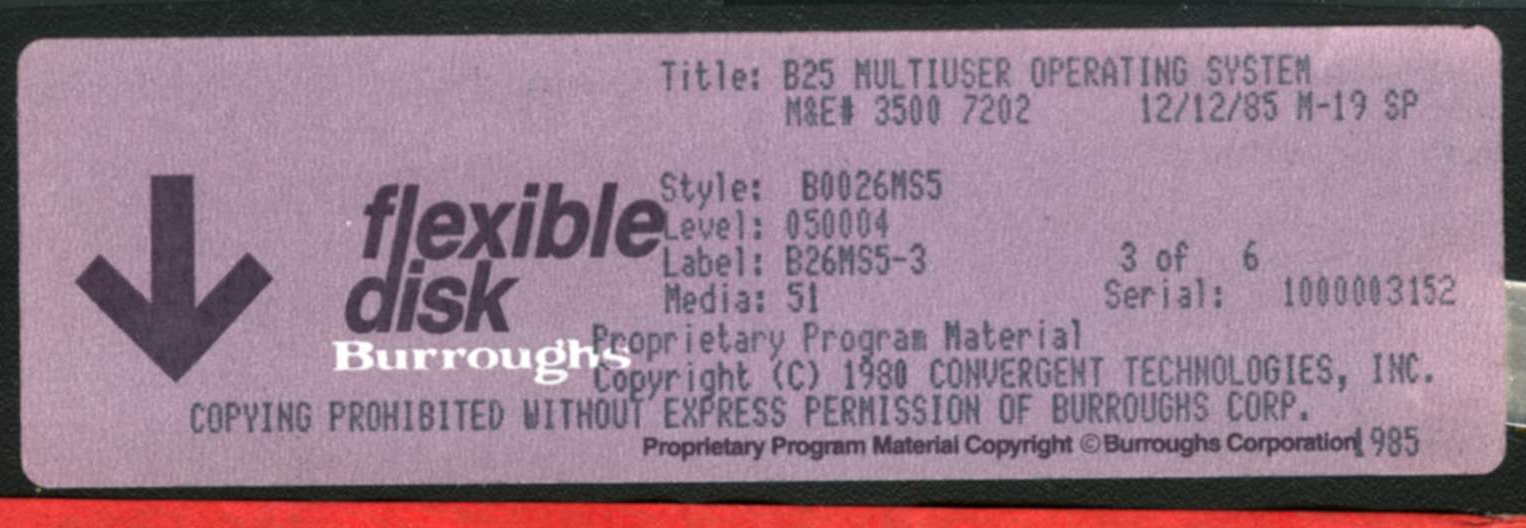 Title: B25 MULTIUSER OPERATING SYSTEM
M&E# 3500 7202 12/12/85 M-19 SP
flexible
disk
Burroughs
Style: B0026MS5
Level: 050004
Label: B26MS5-3 3 of 6
Media: 51 Serial: 1000003152
Proprietary Program Material
Copyright (C) 1980 CONVERGENT TECHNOLOGIES, INC.
COPYING PROHIBITED WITHOUT EXPRESS PERMISSION OF BURROUGHS CORP.
Proprietary Program Material Copyright © Burroughs Corporation 1985